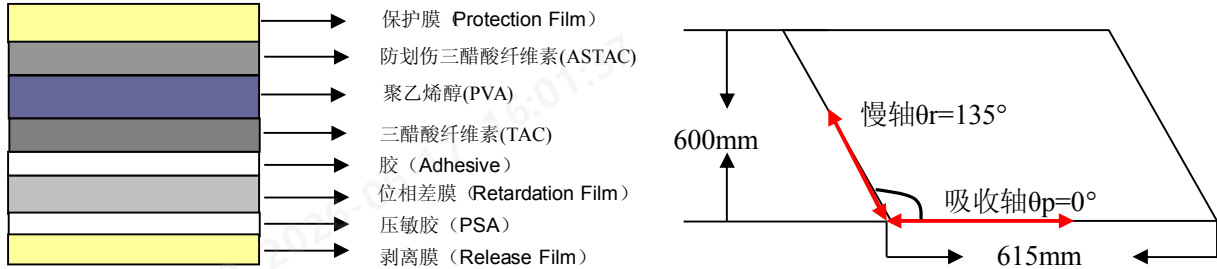 保护膜（Protection Film）
防划伤三醋酸纤维素(ASTAC)
聚乙烯醇(PVA)
三醋酸纤维素(TAC)
胶（Adhesive）
位相差膜（Retardation Film）
压敏胶（PSA）
剥离膜（Release Film）
慢轴θr=135°
600mm
吸收轴θp=0°
615mm